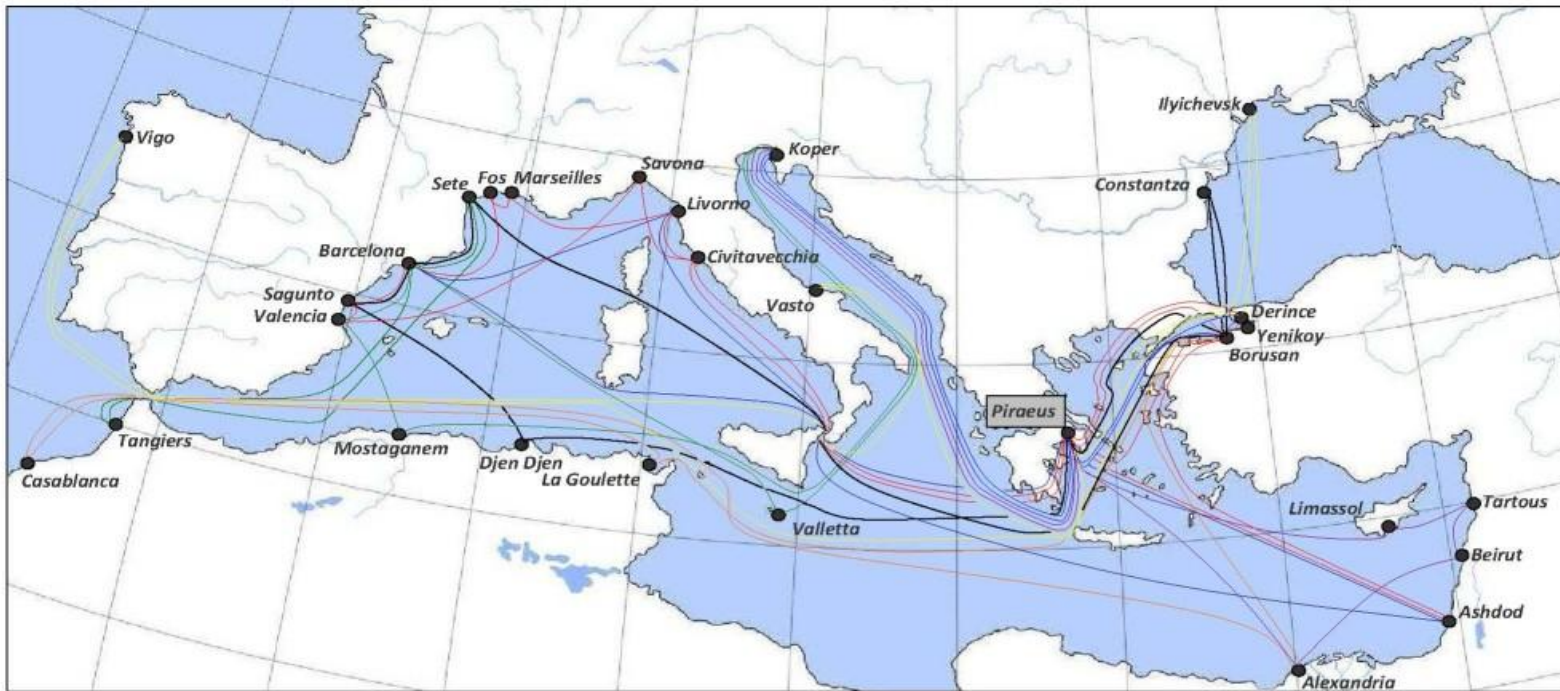 Ilyichevsk
Vigo
Koper
Savona
Fos Marseilles
Sete
Constantza
Livorno
Barcelona
Civitavecchia
Sagunto
Vasto
Valencia
Derince
Yenikoy
Borusan
Piraeus
Tangiers
Mostaganem
Djen Djen
La Goulette
Casablanca
Limassol
Tartous
Valletta
Beirut
Ashdod
Alexandria